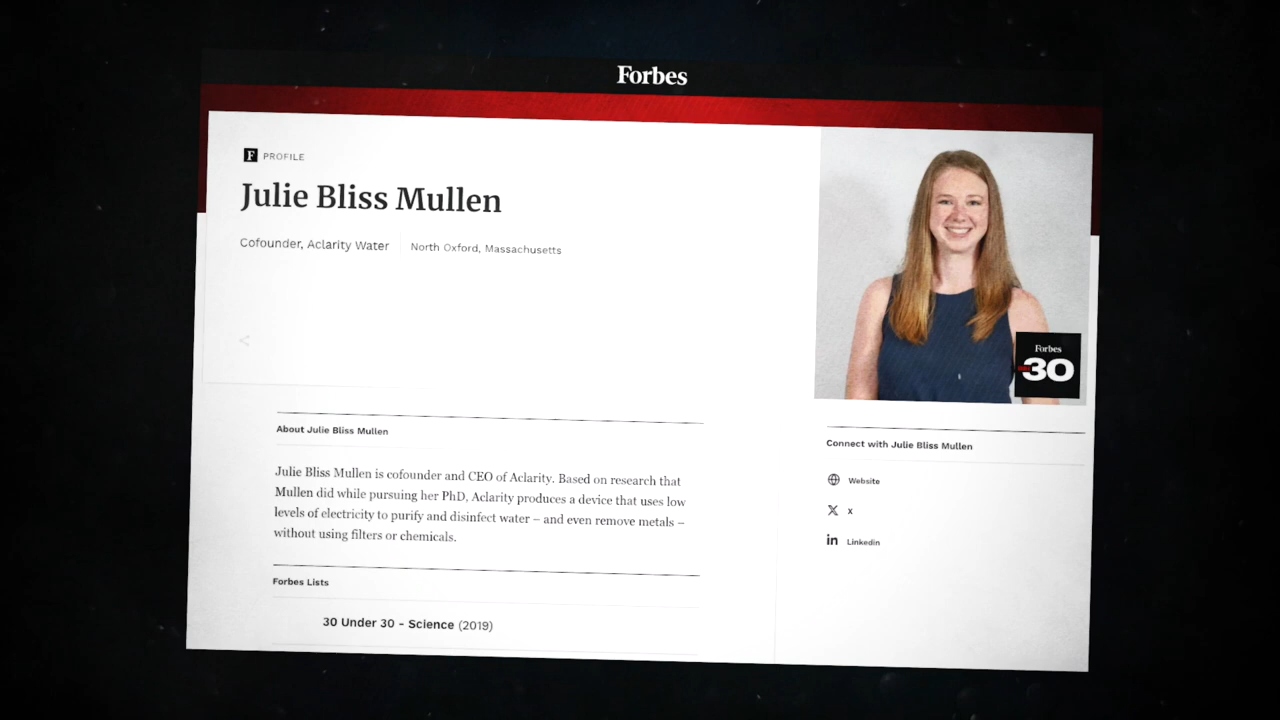 Forbes
F PROFILE
Julie Bliss Mullen
Cofounder, Aclarity Water
North Oxford, Massachusetts
Forbes
30
About Julie Bliss Mullen
Julie Bliss Mullen is cofounder and CEO of Aclarity. Based on research that
Mullen did while pursuing her PhD, Aclarity produces a device that uses low
levels of electricity to purify and disinfect water – and even remove metals –
without using filters or chemicals.
Forbes Lists
30 Under 30 - Science (2019)
Connect with Julie Bliss Mullen
Website
X
in Linkedin